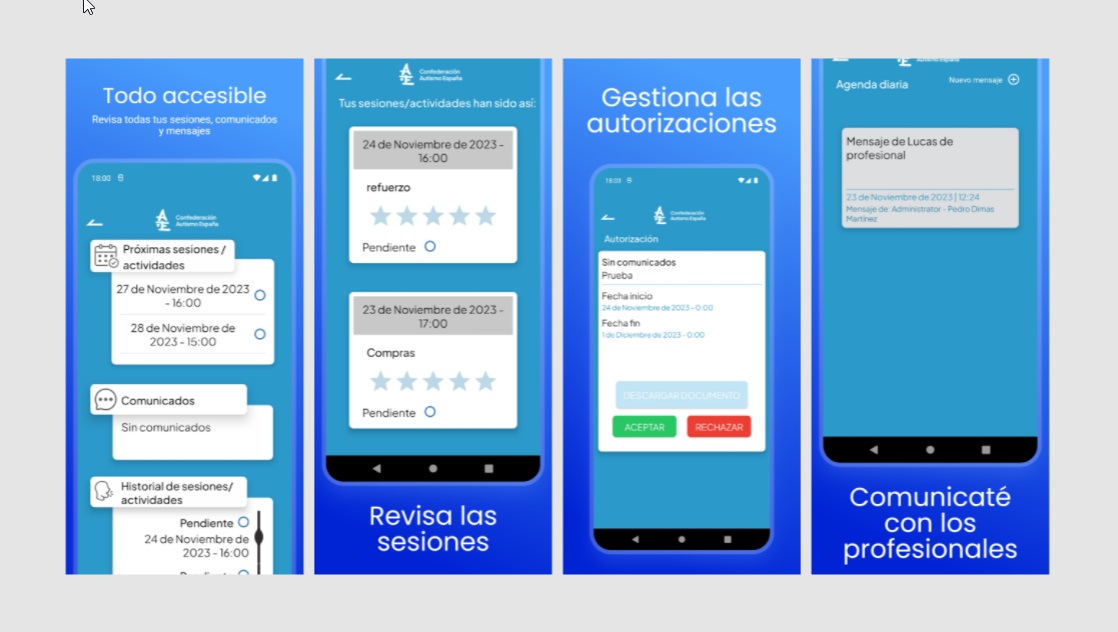 Todo accesible
Revisa todas tus sesiones, comunicados
y mensajes
18:00
Confederación
Autismo España
Próximas sesiones /
actividades
27 de Noviembre de 2023
- 16:00
28 de Noviembre de
2023 - 15:00
Comunicados
Sin comunicados
Historial de sesiones/
actividades
Pendiente
24 de Noviembre de
2023 - 16:00
Confederación
Autismo España
Tus sesiones/actividades han sido así:
24 de Noviembre de 2023 -
16:00
refuerzo
Pendiente
23 de Noviembre de 2023 -
17:00
Compras
Pendiente
Revisa las
sesiones
Gestiona las
autorizaciones
18:03
Confederación
Autismo España
Autorización
Sin comunicados
Prueba
Fecha inicio
24 de Noviembre de 2023 - 0:00
Fecha fin
1 de Diciembre de 2023 - 0:00
DESCARGAR DOCUMENTO
ACEPTAR
RECHAZAR
Agenda diaria
Nuevo mensaje
Mensaje de Lucas de
profesional
23 de Noviembre de 2023 | 12:24
Mensaje de: Administrator - Pedro Dimas
Martínez
Comunicaté
con los
profesionales